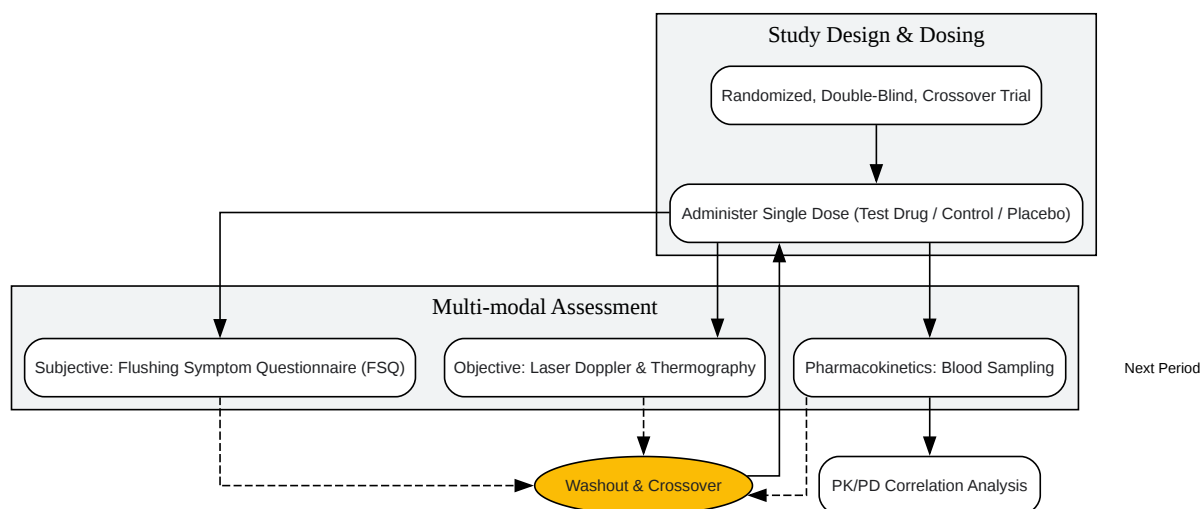 Study Design & Dosing
Randomized, Double-Blind, Crossover Trial
Administer Single Dose (Test Drug / Control / Placebo)
Multi-modal Assessment
Subjective: Flushing Symptom Questionnaire (FSQ)
Objective: Laser Doppler & Thermography
Pharmacokinetics: Blood Sampling
Next Period
Washout & Crossover
PK/PD Correlation Analysis